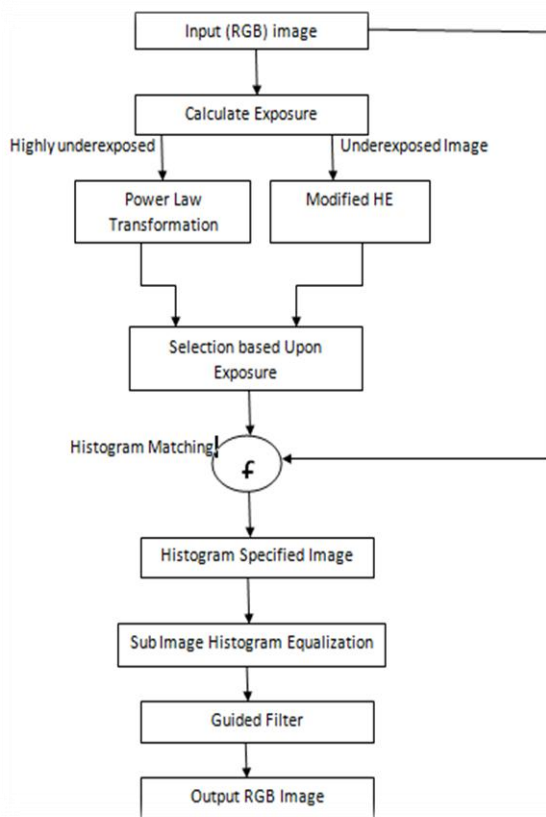 Input (RGB) image
Calculate Exposure
Highly underexposed
Underexposed Image
Power Law
Transformation
Modified HE
Selection based Upon
Exposure
Histogram Matching
f
Histogram Specified Image
Sub Image Histogram Equalization
Guided Filter
Output RGB Image